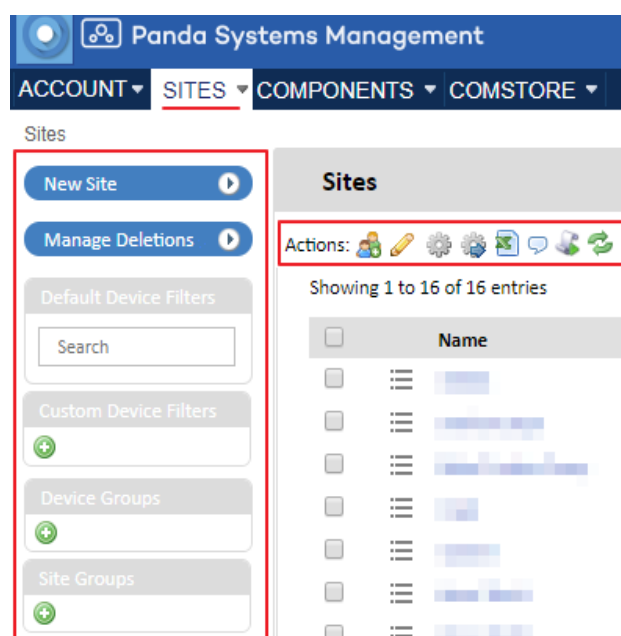 Panda Systems Management
ACCOUNT SITES COMPONENTS COMSTORE
Sites
New Site
Manage Deletions
Default Device Filters
Search
Custom Device Filters
Device Groups
Site Groups
Sites
Actions:
Showing 1 to 16 of 16 entries
Name